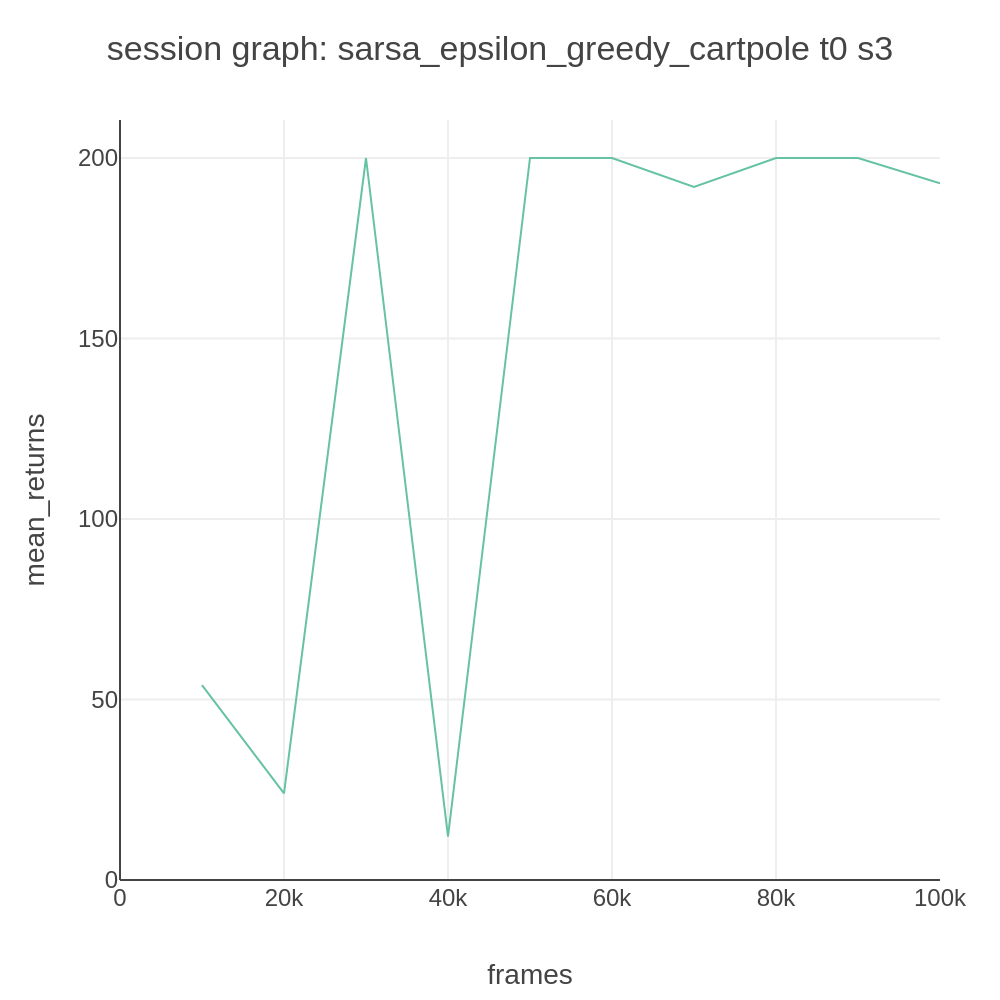 session graph: sarsa_epsilon_greedy_cartpole t0 s3
200
150
100
50
0
mean_returns
0 20k 40k 60k 80k 100k
frames